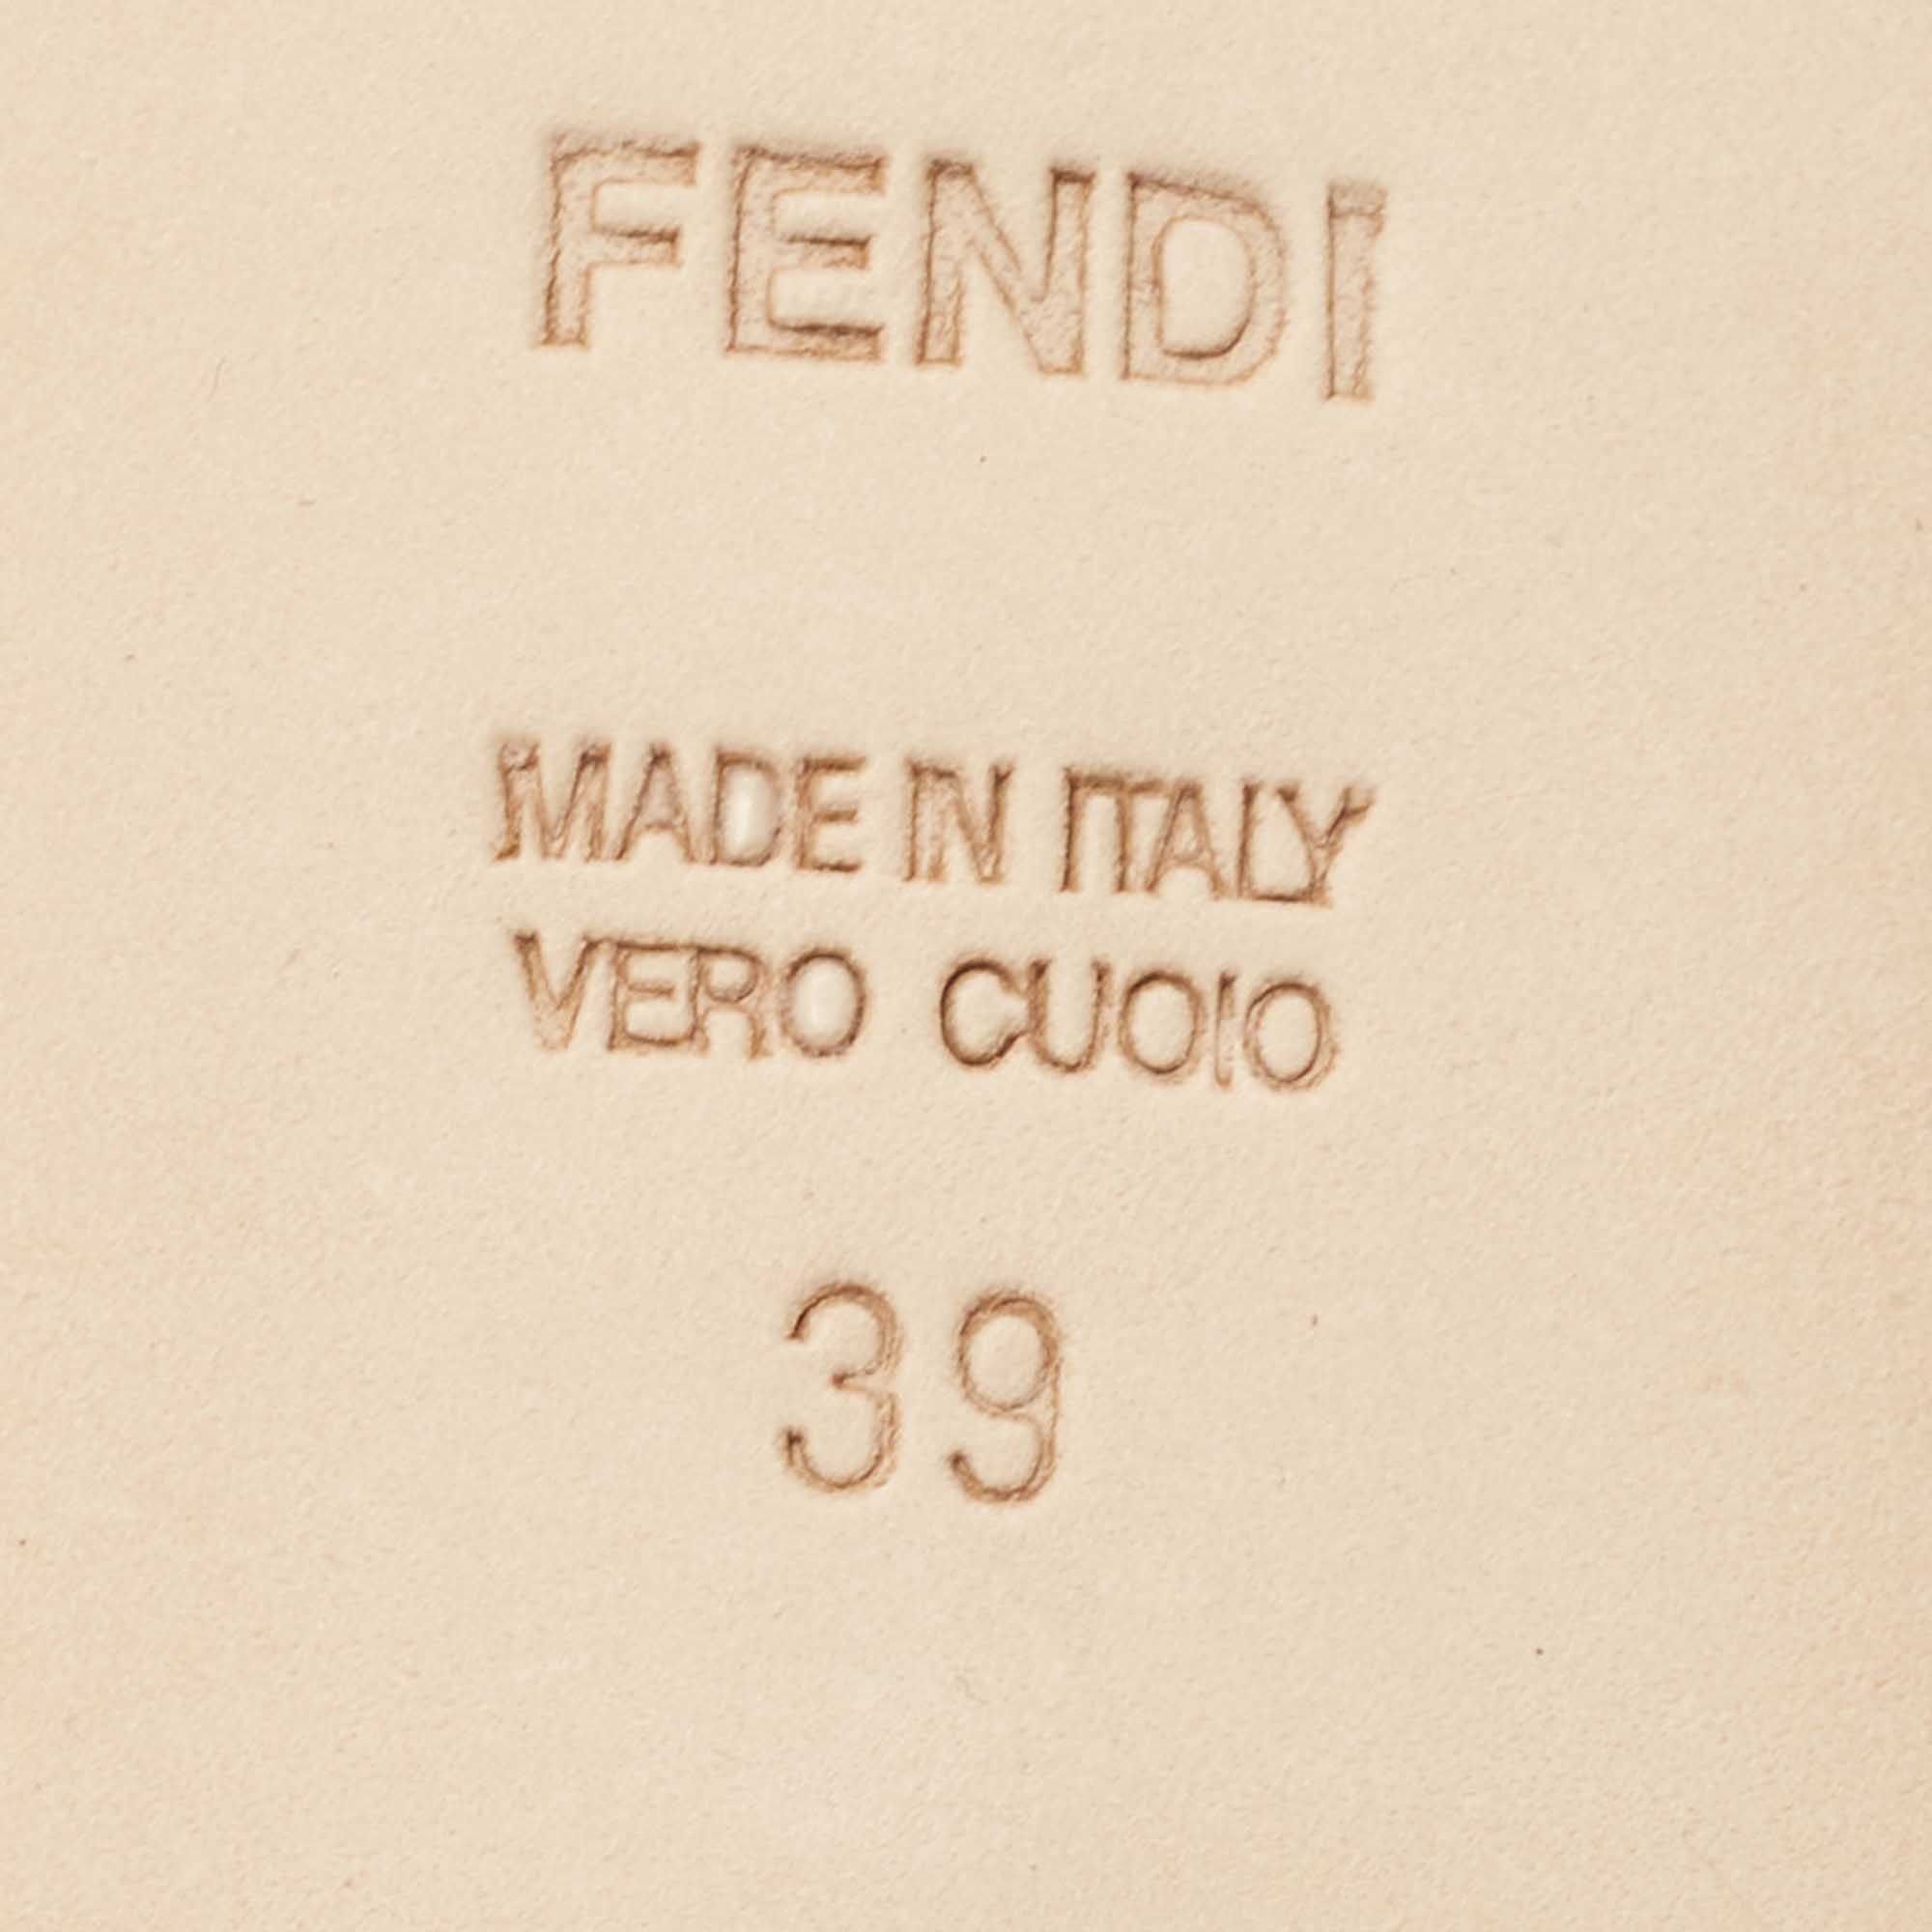 FENDI
MADE IN ITALY
VERO CUOIO
39